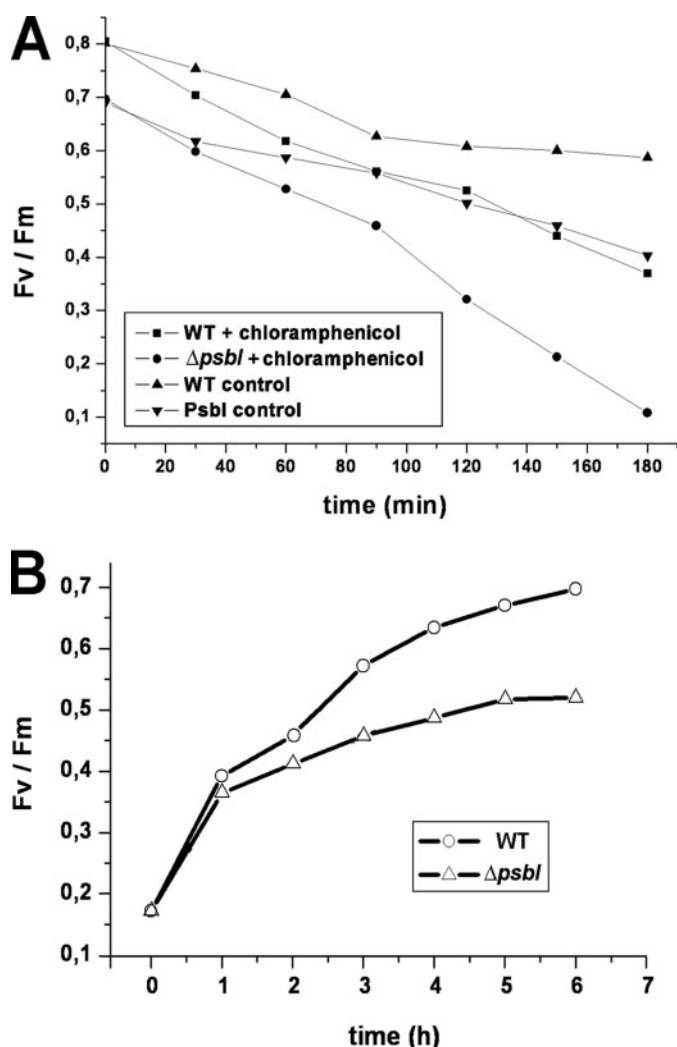 A
Fv / Fm
0,8
0,7
0,6
0,5
0,4
0,3
0,2
0,1
WT + chloramphenicol
Δpsbl + chloramphenicol
WT control
Psbl control
0 20 40 60 80 100 120 140 160 180
time (min)
B
Fv / Fm
0,7
0,6
0,5
0,4
0,3
0,2
0,1
WT
Δpsbl
0 1 2 3 4 5 6 7
time (h)